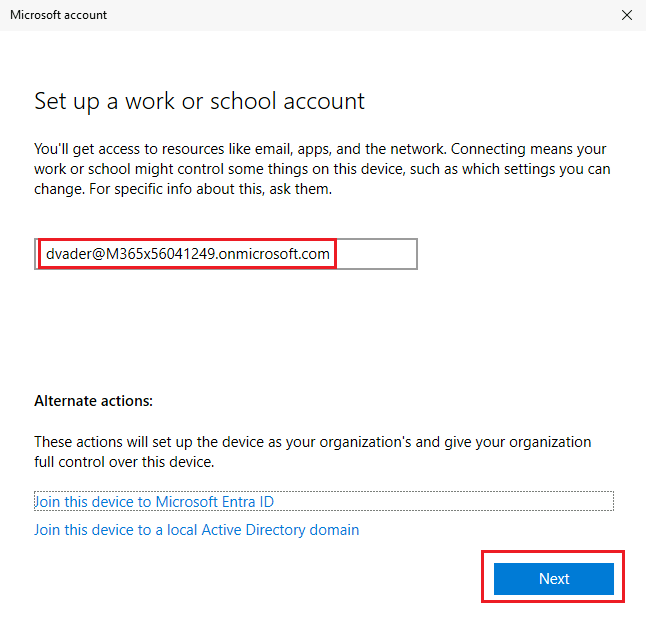 Microsoft account
Set up a work or school account
You'll get access to resources like email, apps, and the network. Connecting means your
work or school might control some things on this device, such as which settings you can
change. For specific info about this, ask them.
dvader@M365x56041249.onmicrosoft.com
Alternate actions:
These actions will set up the device as your organization's and give your organization
full control over this device.
Join this device to Microsoft Entra ID
Join this device to a local Active Directory domain
Next